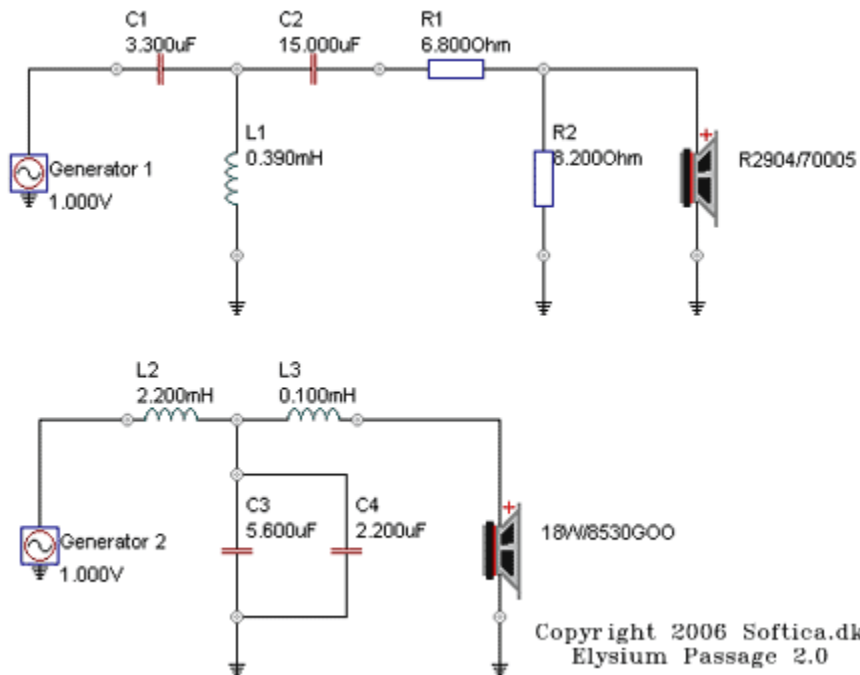 C1
3.300uF
C2
15.000uF
R1
6.800Ohm
L1
0.390mH
R2
8.200Ohm
R2904/70005
Generator 1
1.000V
L2
2.200mH
L3
0.100mH
C3
5.600uF
C4
2.200uF
Generator 2
1.000V
18W/8530GOO
Copyright 2006 Softica.dk
Elysium Passage 2.0